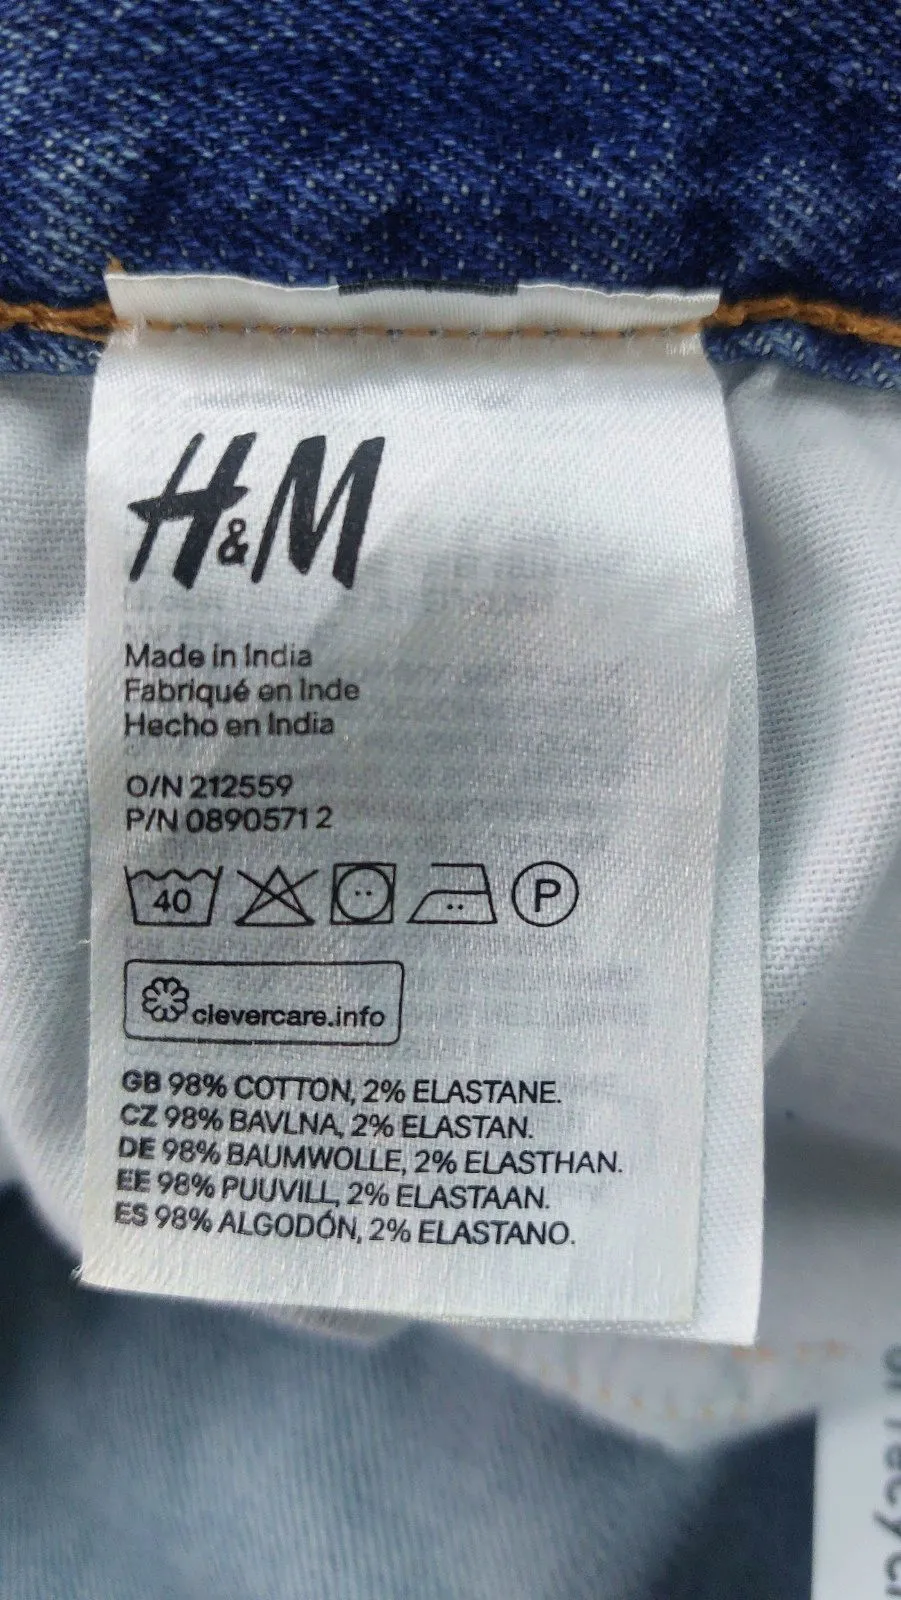 H&M
Made in India
Fabriqué en Inde
Hecho en India
O/N 212559
P/N 0890571 2
40
P
clevercare.info
GB 98% COTTON, 2% ELASTANE.
CZ 98% BAVLNA, 2% ELASTAN.
DE 98% BAUMWOLLE, 2% ELASTHAN.
EE 98% PUUVILL, 2% ELASTAAN.
ES 98% ALGODÓN, 2% ELASTANO.